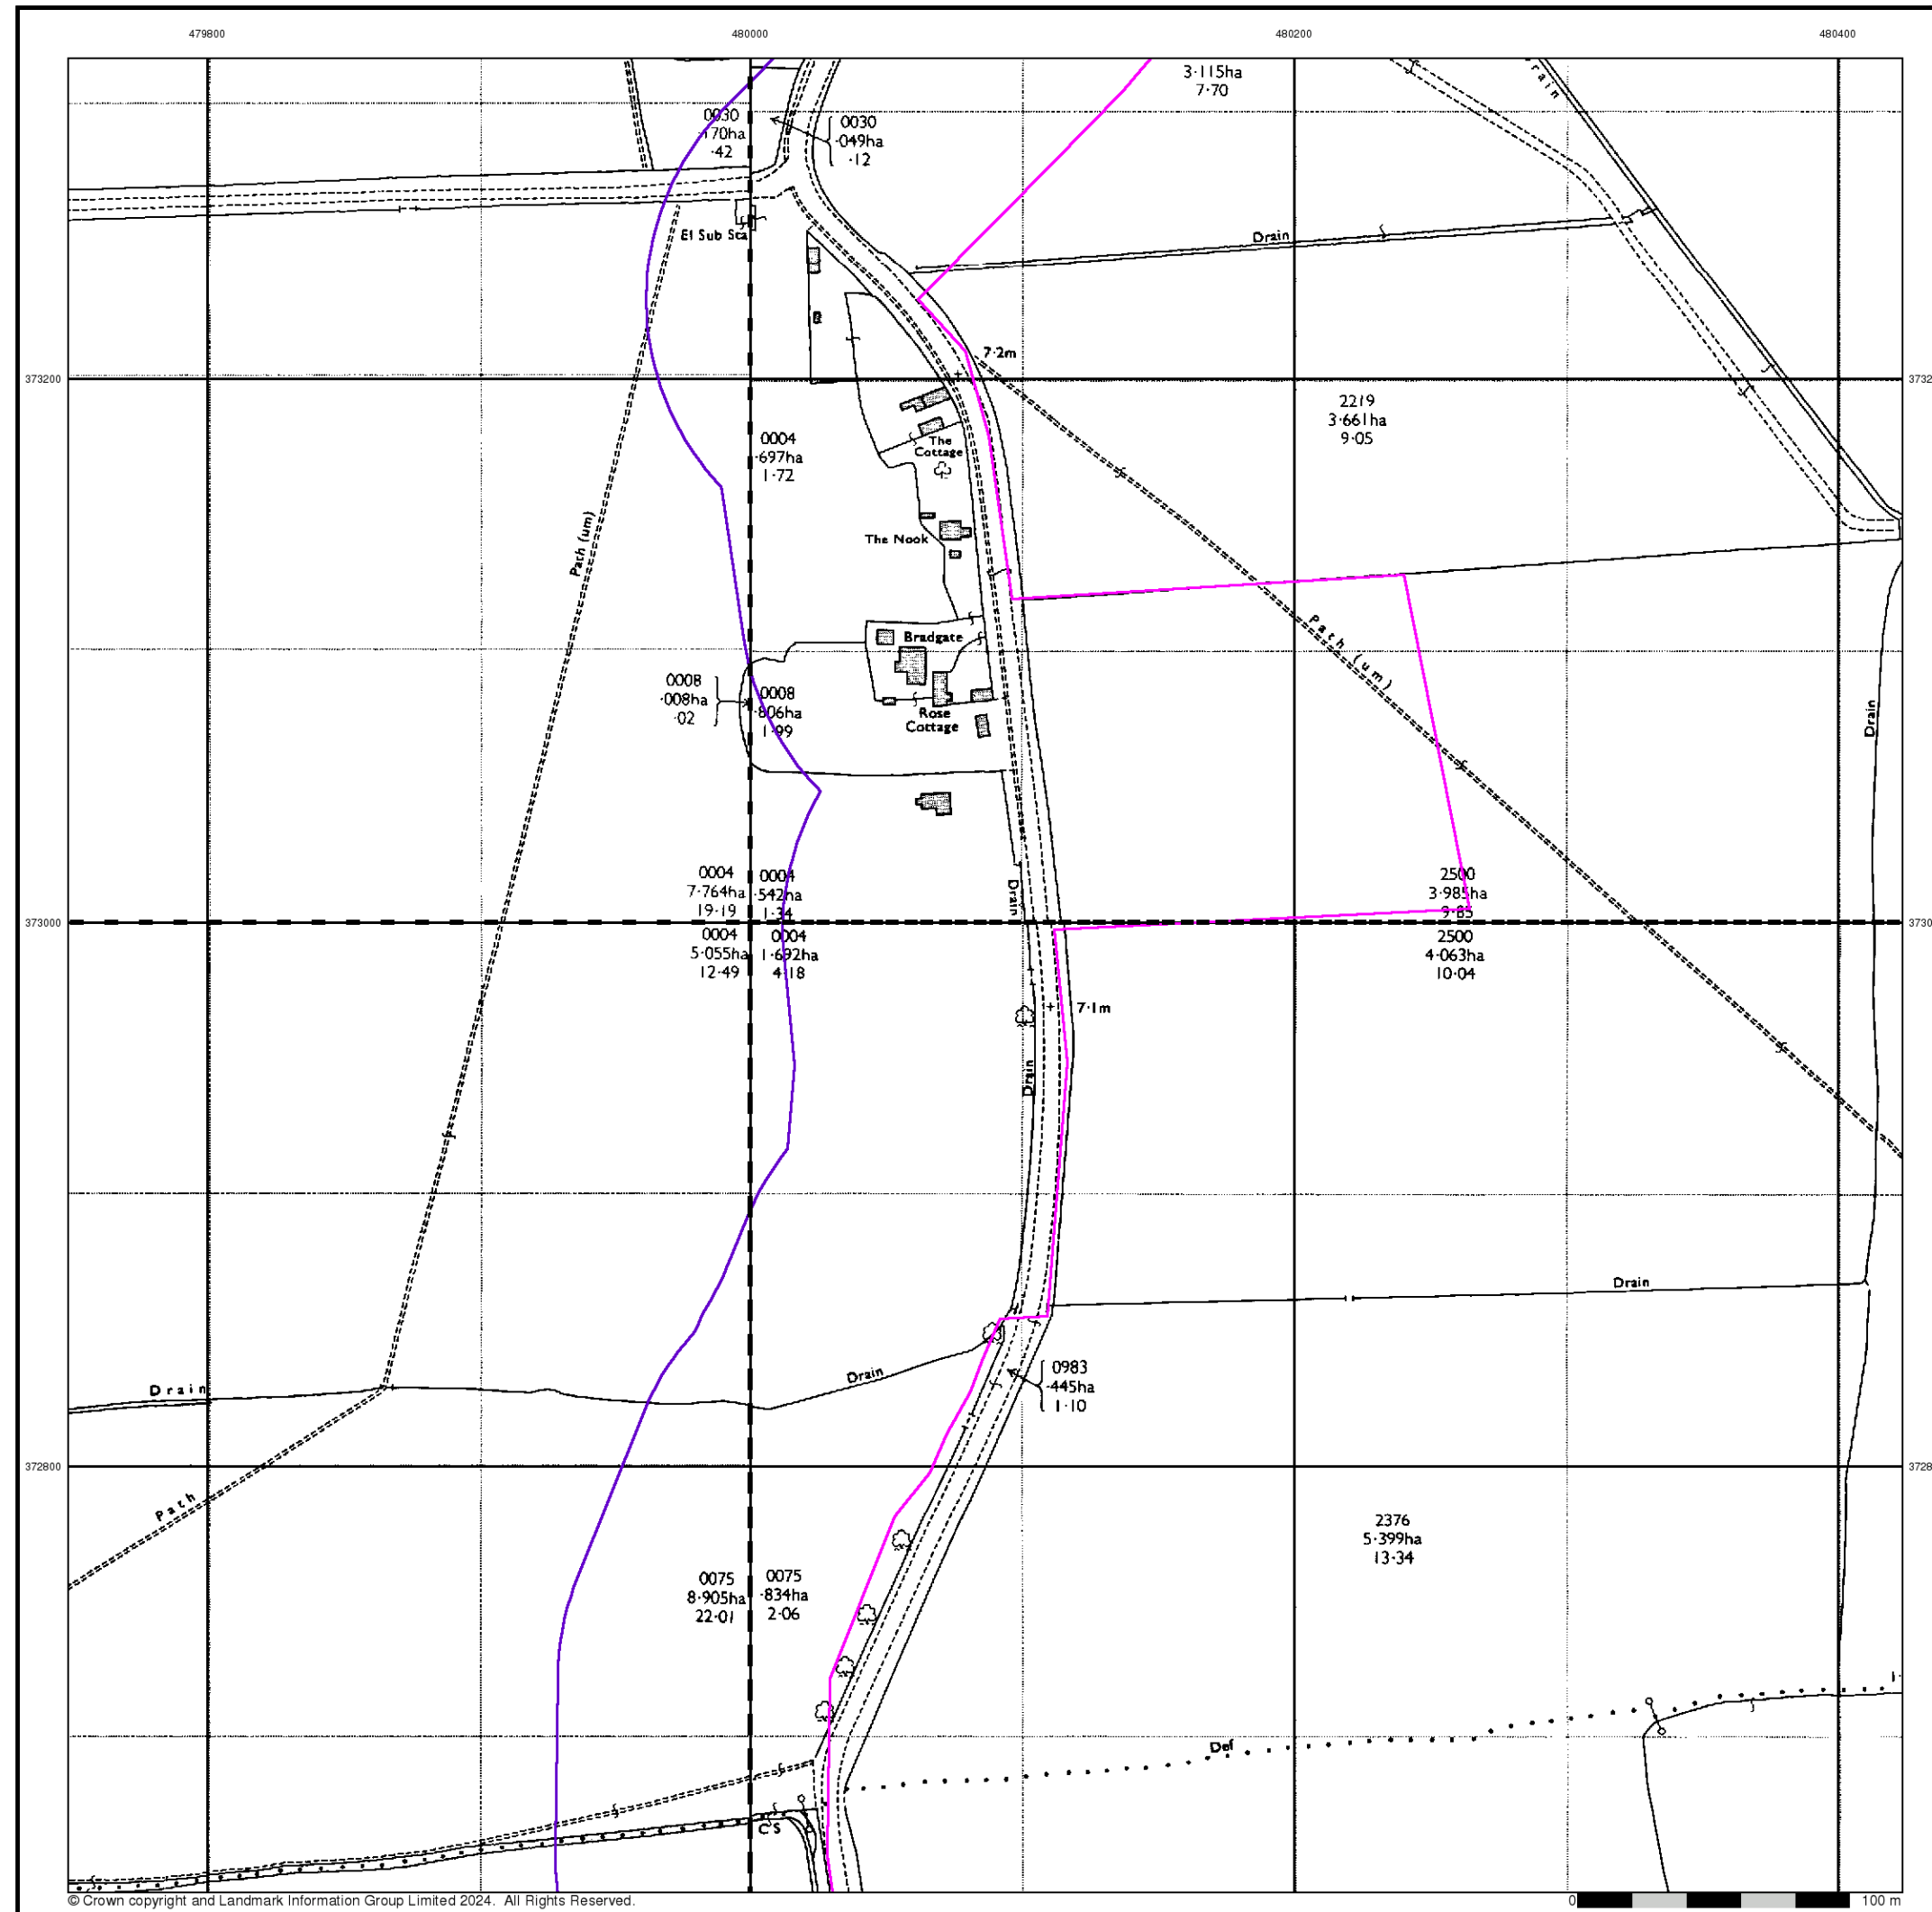 479800
480000
480200
480400
3·115ha
7·70
Drain
0030
·170ha
·42
0030
·049ha
·12
El Sub Sta
Drain
7·2m
373200
3732
2219
3·661ha
9·05
0004
·697ha
1·72
The
Cottage
Path (um)
The Nook
Path (um)
Bradgate
0008
·008ha
·02
0008
·806ha
1·99
Rose
Cottage
Drain
0004
7·764ha
19·19
0004
·542ha
1·34
Drain
2500
3·985ha
9·85
373000
3730
0004
5·055ha
12·49
0004
1·692ha
4·18
2500
4·063ha
10·04
7·1m
Drain
Drain
Drain
Drain
0983
·445ha
1·10
372800
3728
Path
2376
5·399ha
13·34
0075
8·905ha
22·01
0075
·834ha
2·06
Def
CS
© Crown copyright and Landmark Information Group Limited 2024. All Rights Reserved.
0
100 m